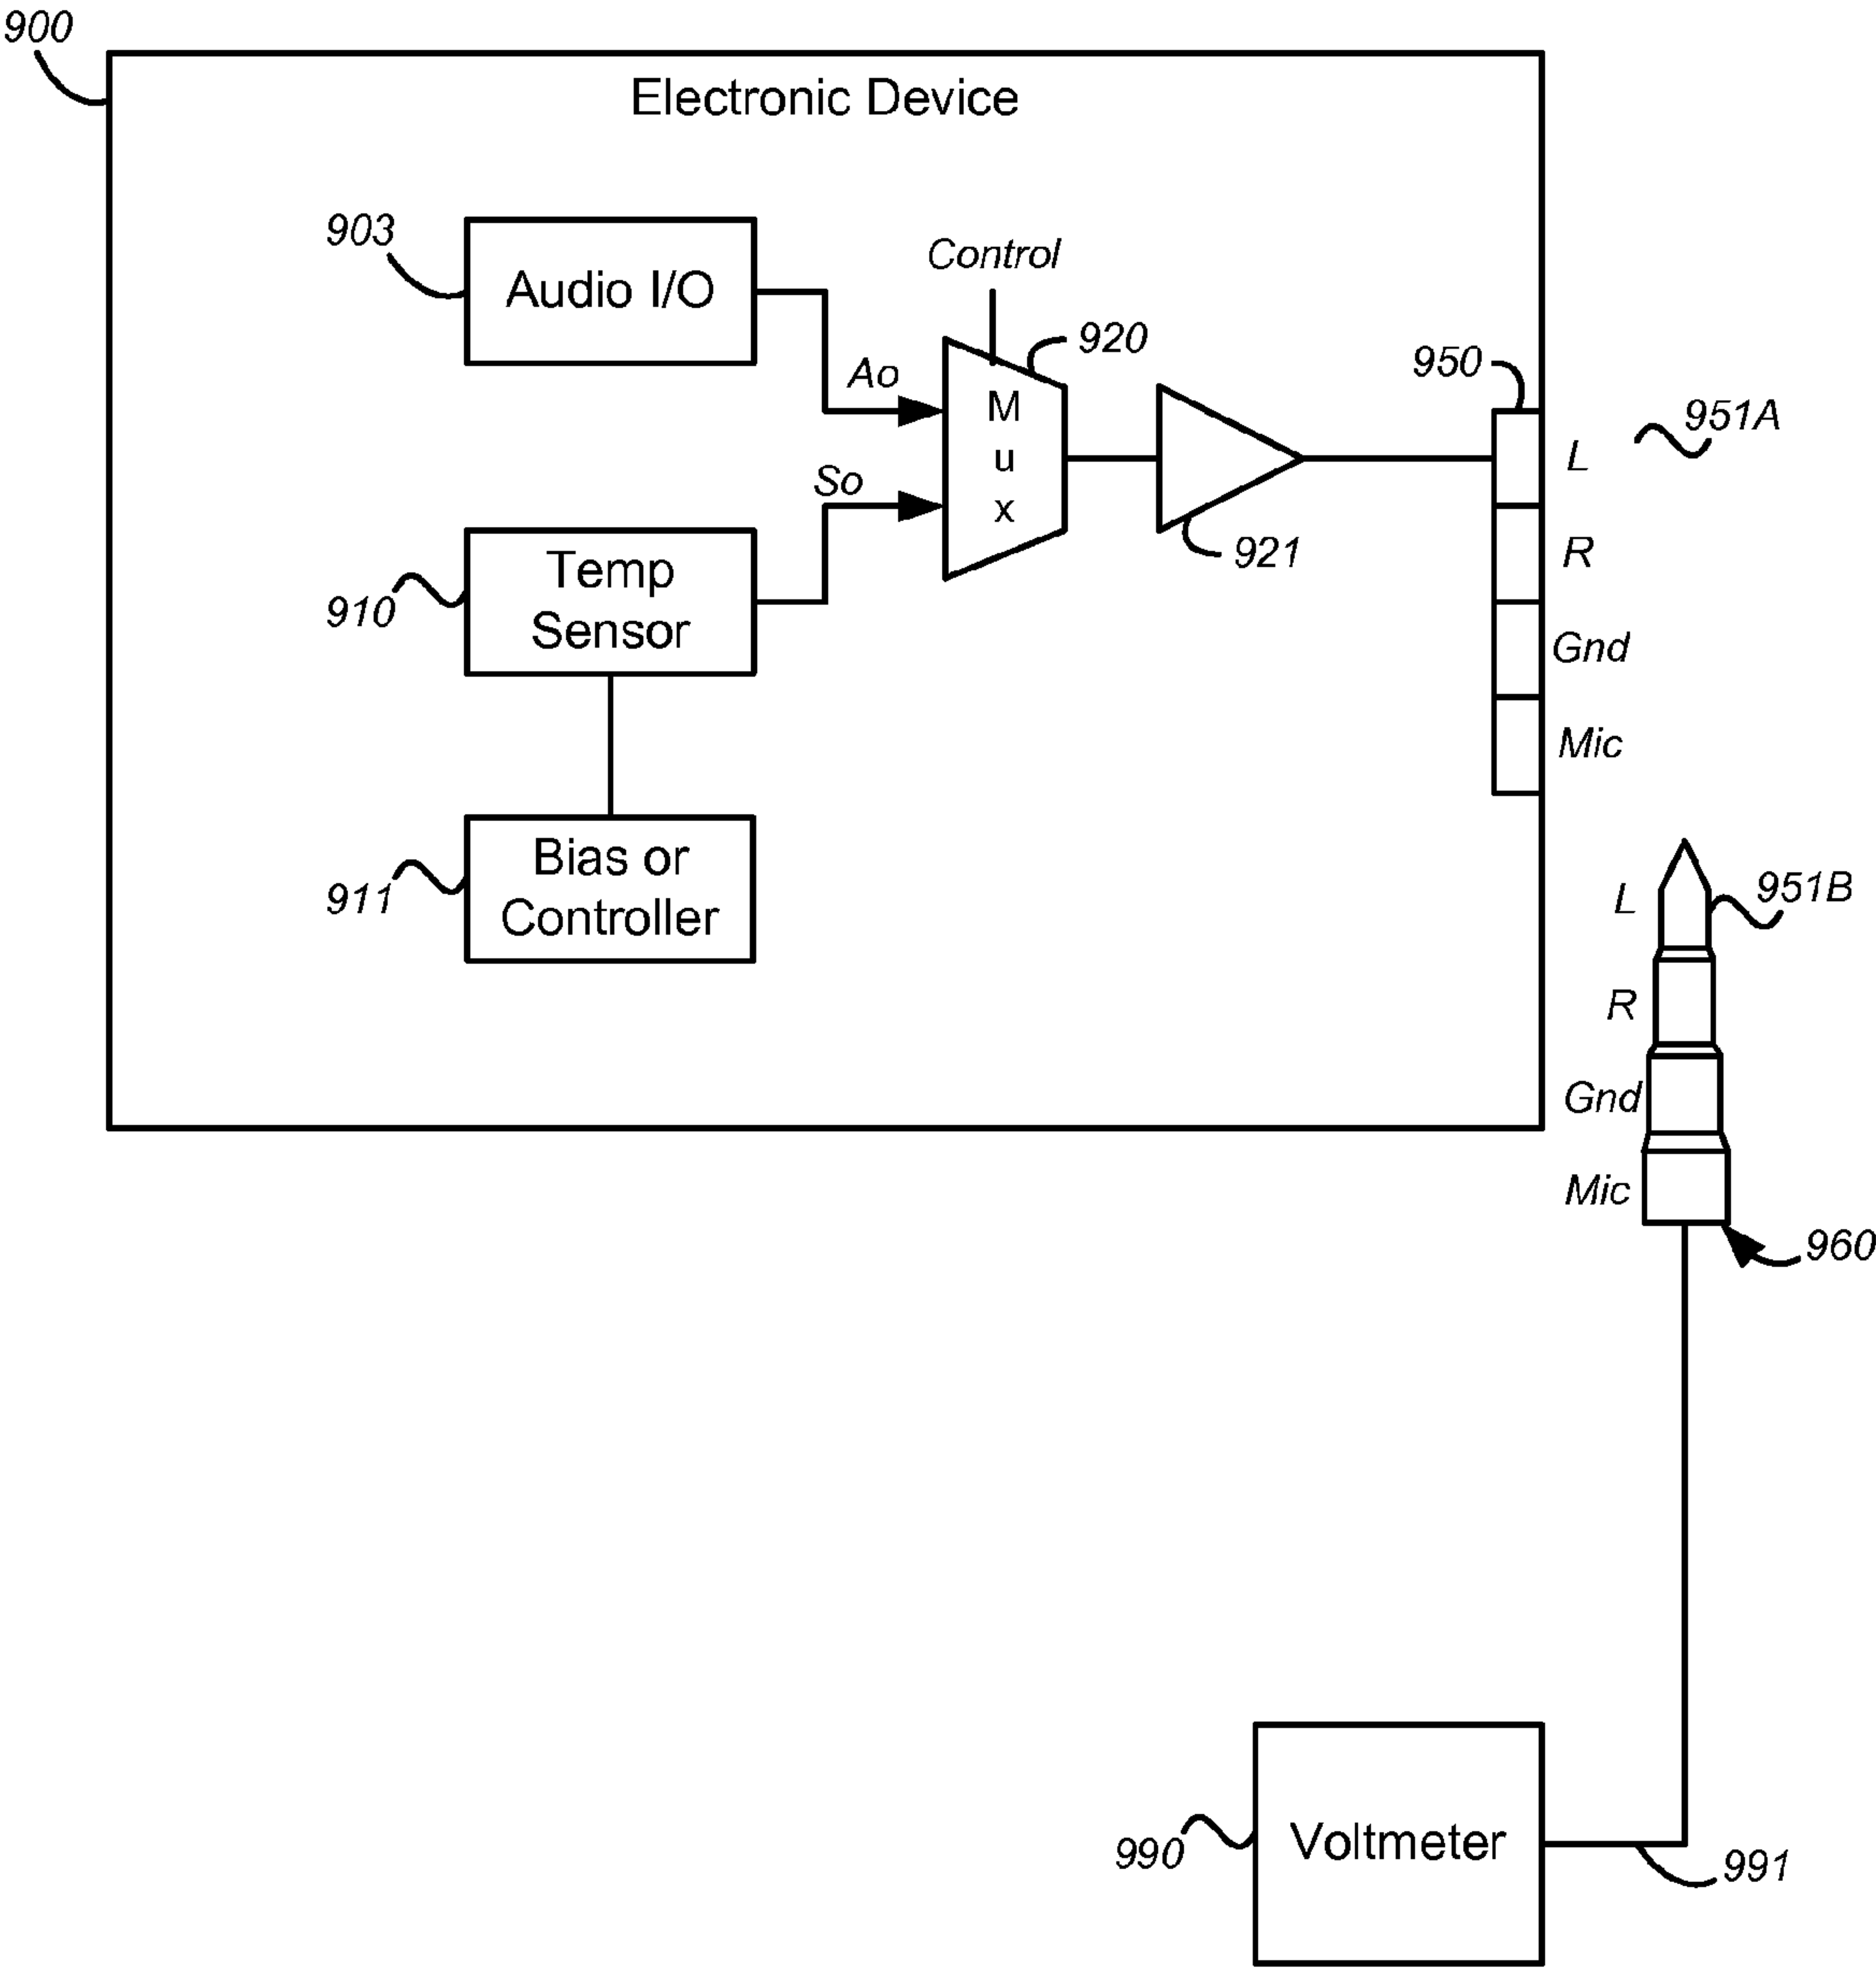 900
Electronic Device
903
Audio I/O
Control
920
Ao
M
u
x
950
951A
L
So
921
R
910
Temp
Sensor
Gnd
Mic
911
Bias or
Controller
L
951B
R
Gnd
Mic
960
990
Voltmeter
991